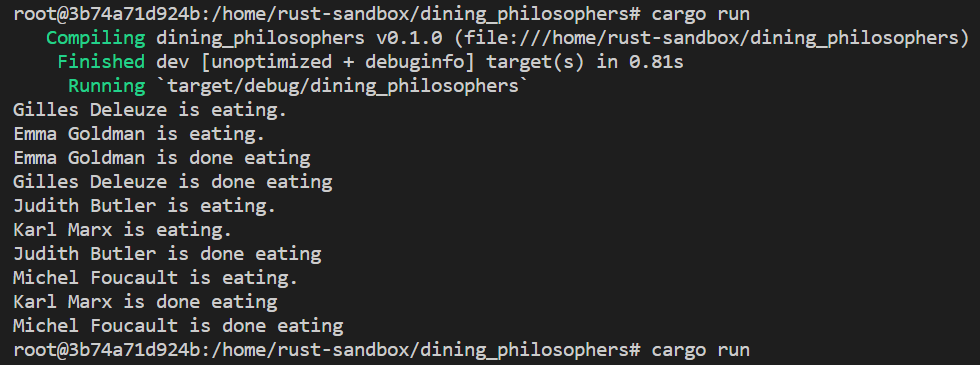 root@3b74a71d924b:/home/rust-sandbox/dining_philosophers# cargo run
Compiling dining_philosophers v0.1.0 (file:///home/rust-sandbox/dining_philosophers)
Finished dev [unoptimized + debuginfo] target(s) in 0.81s
Running `target/debug/dining_philosophers`
Gilles Deleuze is eating.
Emma Goldman is eating.
Emma Goldman is done eating
Gilles Deleuze is done eating
Judith Butler is eating.
Karl Marx is eating.
Judith Butler is done eating
Michel Foucault is eating.
Karl Marx is done eating
Michel Foucault is done eating
root@3b74a71d924b:/home/rust-sandbox/dining_philosophers# cargo run